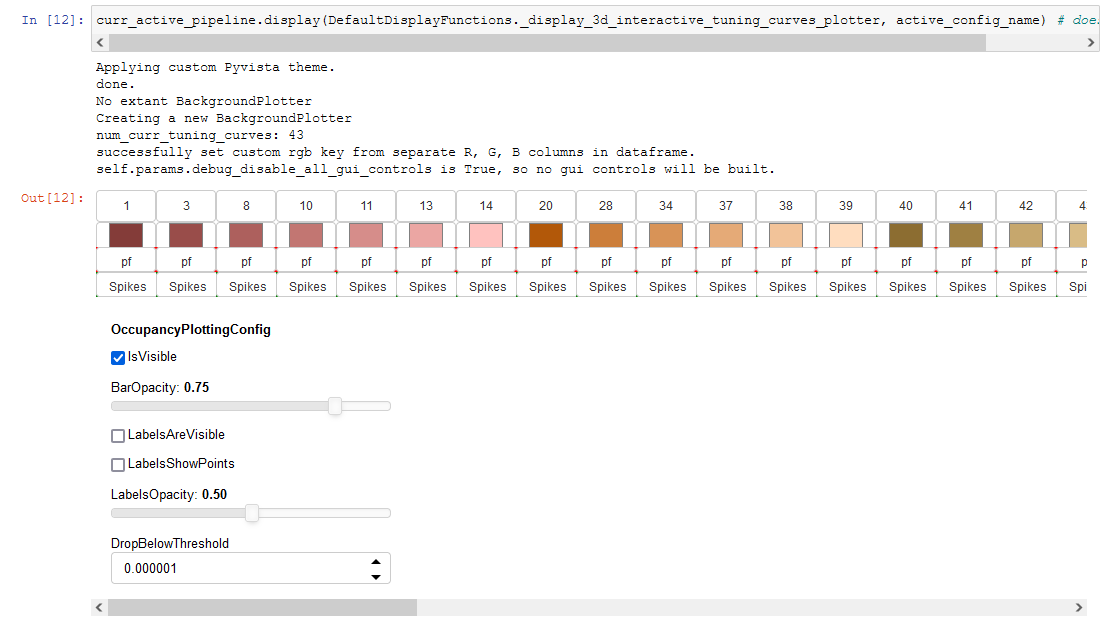 In [12]: curr_active_pipeline.display(DefaultDisplayFunctions._display_3d_interactive_tuning_curves_plotter, active_config_name) # doe
Applying custom Pyvista theme.
done.
No extant BackgroundPlotter
Creating a new BackgroundPlotter
num_curr_tuning_curves: 43
successfully set custom rgb key from separate R, G, B columns in dataframe.
self.params.debug_disable_all_gui_controls is True, so no gui controls will be built.
Out[12]: 1 3 8 10 11 13 14 20 28 34 37 38 39 40 41 42
pf pf pf pf pf pf pf pf pf pf pf pf pf pf pf pf p
Spikes Spikes Spikes Spikes Spikes Spikes Spikes Spikes Spikes Spikes Spikes Spikes Spikes Spikes Spikes Spikes Spi
OccupancyPlottingConfig
IsVisible
BarOpacity: 0.75
LabelsAreVisible
LabelsShowPoints
LabelsOpacity: 0.50
DropBelowThreshold
0.000001